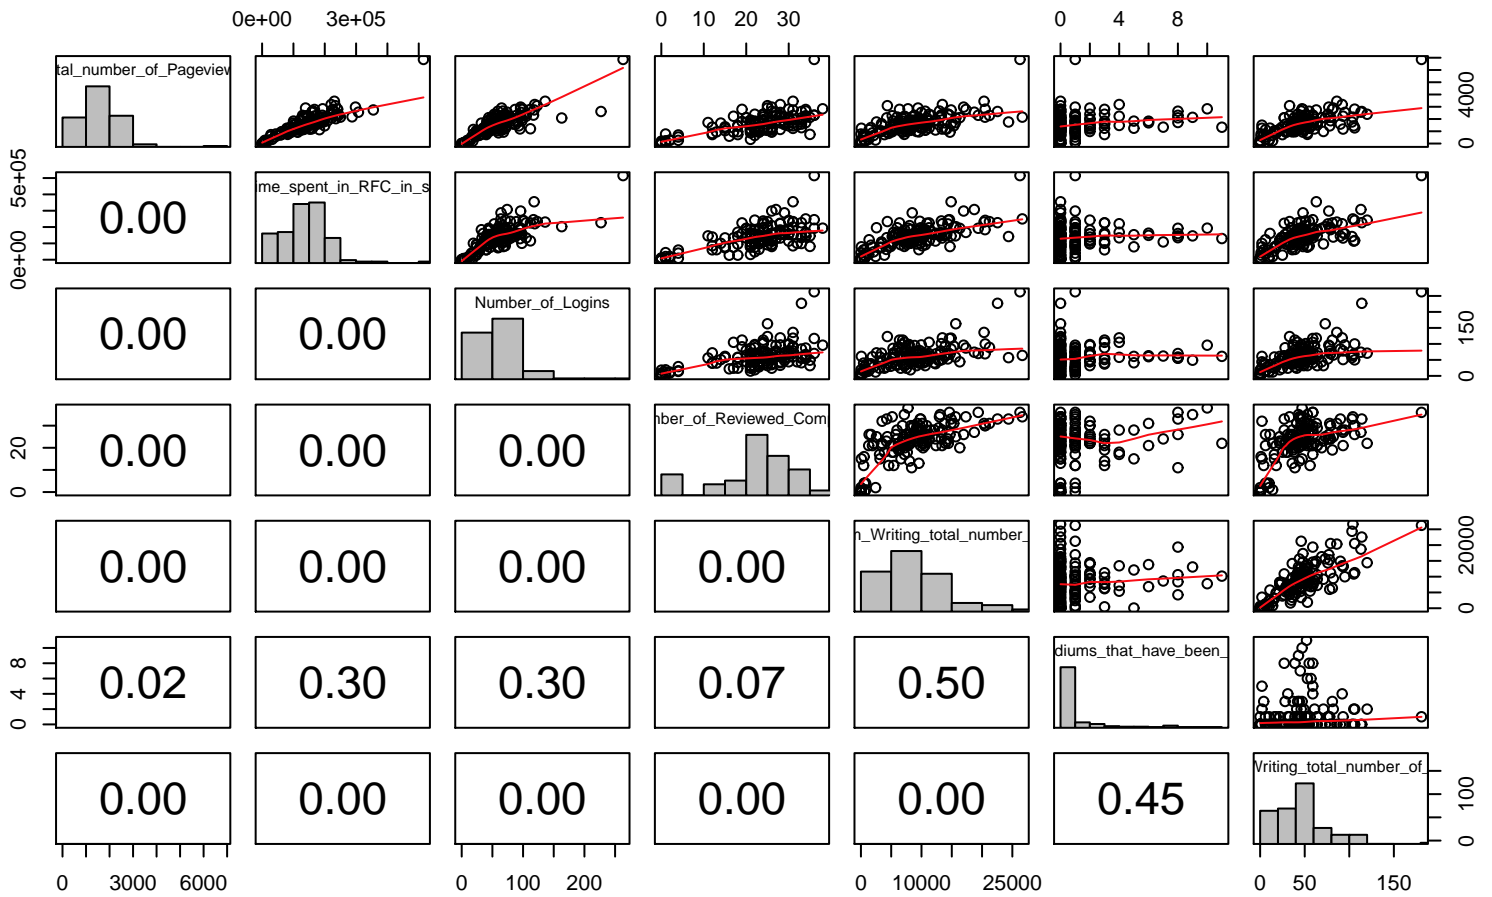 0e+00 3e+05 0 10 20 30 0 4 8
tal_number_of_Pageview
0 4000
0e+00 5e+05
0.00
ime_spent_in_RFC_in_s
0.00 0.00
Number_of_Logins
0 150
0 20
0.00 0.00 0.00
nber_of_Reviewed_Comp
0.00 0.00 0.00 0.00
n_Writing_total_number_
0 20000
0 4 8
0.02 0.30 0.30 0.07 0.50
diums_that_have_been_
0.00 0.00 0.00 0.00 0.00 0.45
Writing_total_number_of_
0 100
0 3000 6000 0 100 200 0 10000 25000 0 50 150